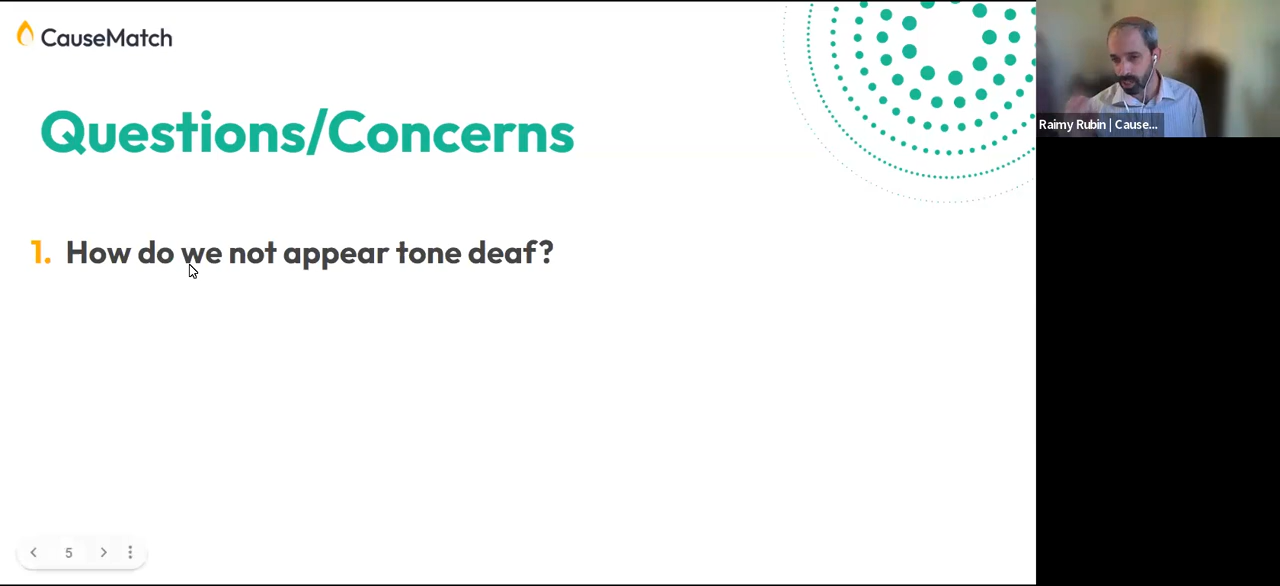 CauseMatch
Questions/Concerns
1. How do we not appear tone deaf?
5
Raimy Rubin | Cause...